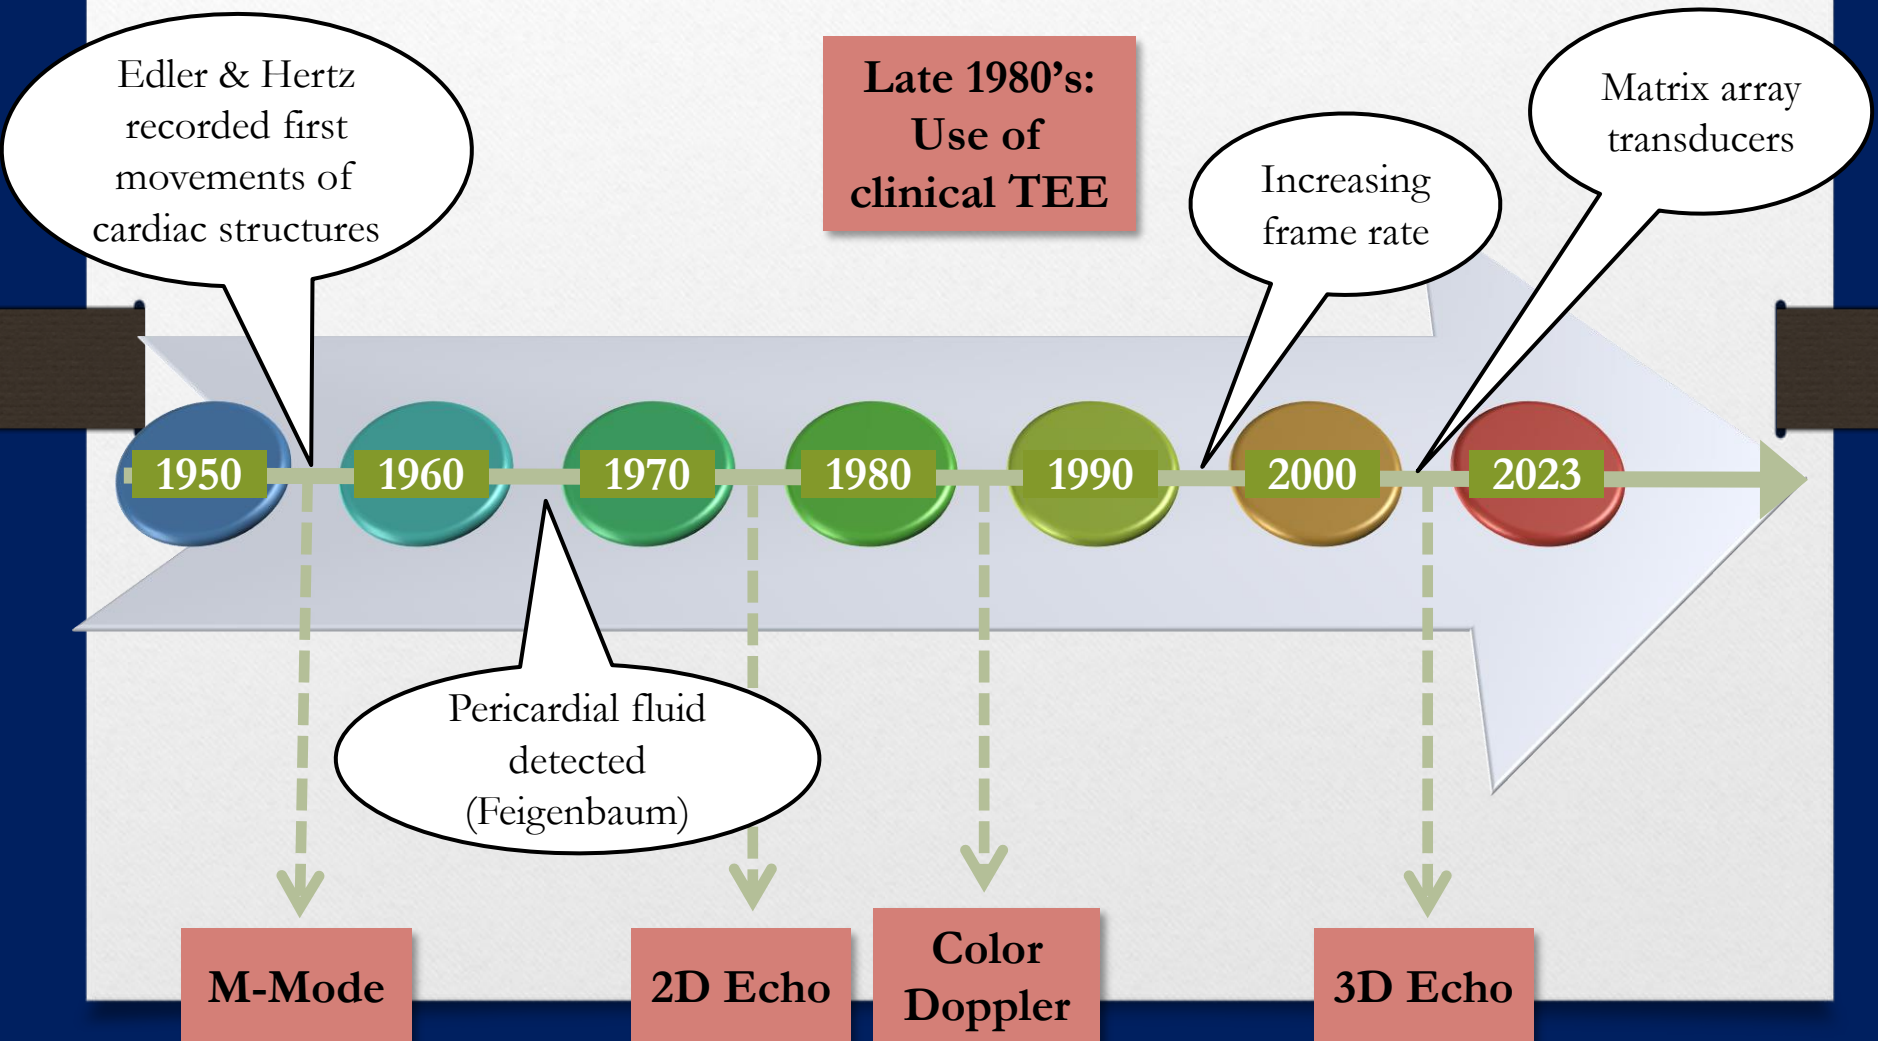 Edler & Hertz
recorded first
movements of
cardiac structures
Late 1980’s:
Use of
clinical TEE
Increasing
frame rate
Matrix array
transducers
1950
1960
1970
1980
1990
2000
2023
Pericardial fluid
detected
(Feigenbaum)
M-Mode
2D Echo
Color
Doppler
3D Echo